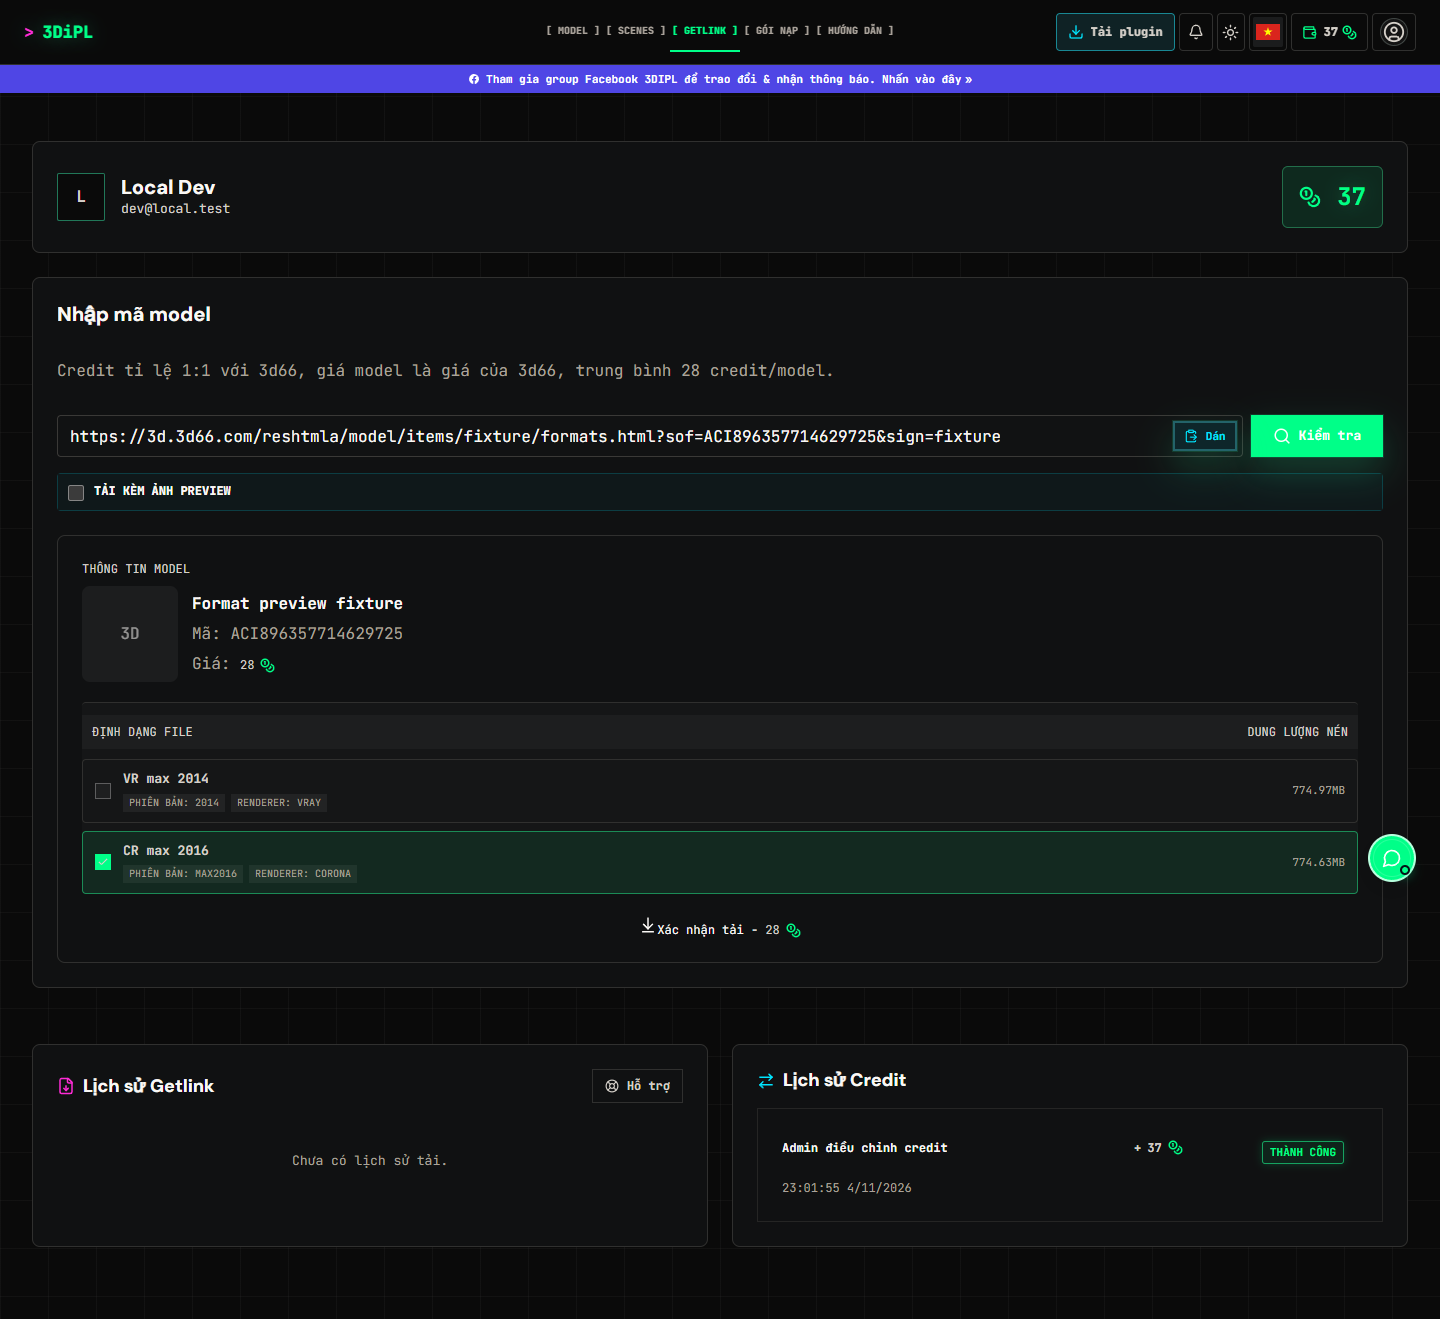 > 3DiPL
[ MODEL ] [ SCENES ] [ GETLINK ] [ GÓI NẠP ] [ HƯỚNG DẪN ]
Tải plugin
37
Tham gia group Facebook 3DIPL để trao đổi & nhận thông báo. Nhấn vào đây »
L
Local Dev
dev@local.test
37
Nhập mã model
Credit tỉ lệ 1:1 với 3d66, giá model là giá của 3d66, trung bình 28 credit/model.
https://3d.3d66.com/reshtmla/model/items/fixture/formats.html?sof=ACI896357714629725&sign=fixture
Dán
Kiểm tra
TẢI KÈM ẢNH PREVIEW
THÔNG TIN MODEL
3D
Format preview fixture
Mã: ACI896357714629725
Giá: 28
ĐỊNH DẠNG FILE
DUNG LƯỢNG NÉN
VR max 2014
PHIÊN BẢN: 2014
RENDERER: VRAY
774.97MB
CR max 2016
PHIÊN BẢN: MAX2016
RENDERER: CORONA
774.63MB
Xác nhận tải - 28
Lịch sử Getlink
Hỗ trợ
Chưa có lịch sử tải.
Lịch sử Credit
Admin điều chỉnh credit
+ 37
THÀNH CÔNG
23:01:55 4/11/2026